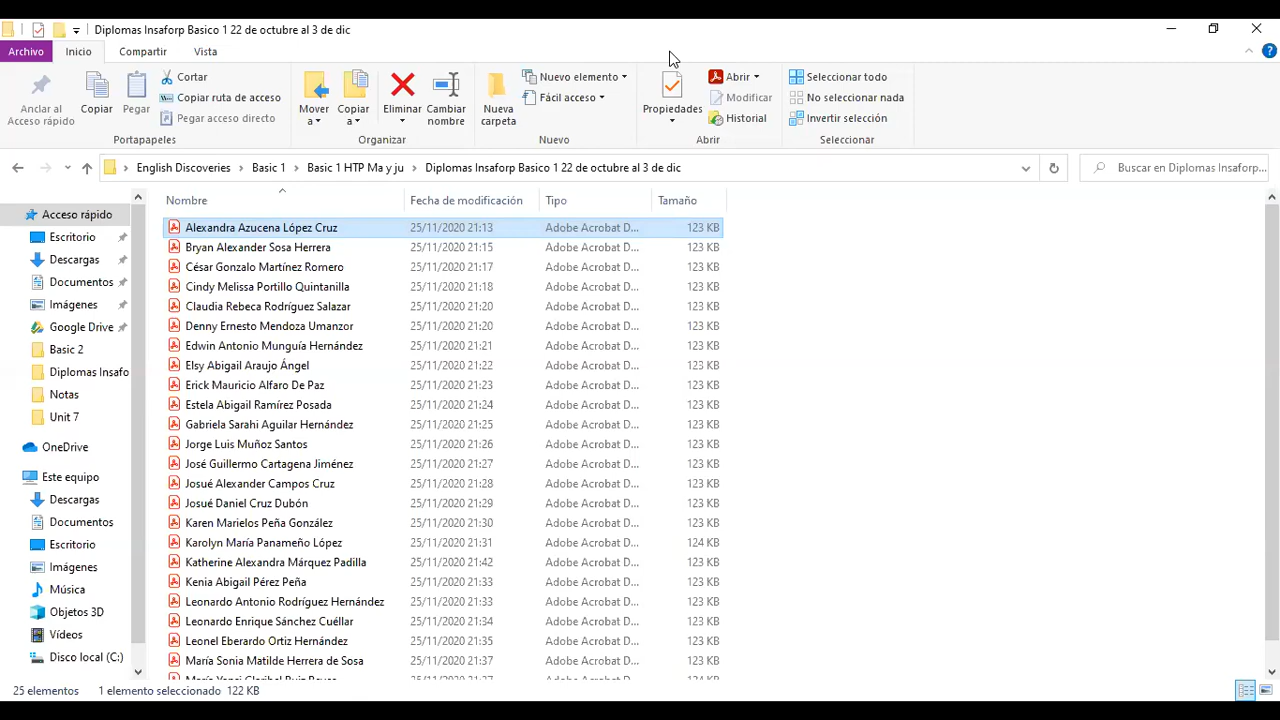 Diplomas Insaforp Basico 1 22 de octubre al 3 de dic
Archivo Inicio Compartir Vista
Anclar al Acceso rápido
Copiar
Pegar
Cortar
Copiar ruta de acceso
Pegar acceso directo
Portapapeles
Mover a
Copiar a
Eliminar
Cambiar nombre
Organizar
Nueva carpeta
Nuevo elemento
Fácil acceso
Nuevo
Propiedades
Abrir
Modificar
Historial
Abrir
Seleccionar todo
No seleccionar nada
Invertir selección
Seleccionar
English Discoveries Basic 1 Basic 1 HTP Ma y ju Diplomas Insaforp Basico 1 22 de octubre al 3 de dic
Buscar en Diplomas Insaforp...
Acceso rápido
Escritorio
Descargas
Documentos
Imágenes
Google Drive
Basic 2
Diplomas Insafo
Notas
Unit 7
OneDrive
Este equipo
Descargas
Documentos
Escritorio
Imágenes
Música
Objetos 3D
Vídeos
Disco local (C:)
Nombre Fecha de modificación Tipo Tamaño
Alexandra Azucena López Cruz 25/11/2020 21:13 Adobe Acrobat D... 123 KB
Bryan Alexander Sosa Herrera 25/11/2020 21:15 Adobe Acrobat D... 123 KB
César Gonzalo Martínez Romero 25/11/2020 21:17 Adobe Acrobat D... 123 KB
Cindy Melissa Portillo Quintanilla 25/11/2020 21:18 Adobe Acrobat D... 123 KB
Claudia Rebeca Rodríguez Salazar 25/11/2020 21:20 Adobe Acrobat D... 123 KB
Denny Ernesto Mendoza Umanzor 25/11/2020 21:20 Adobe Acrobat D... 123 KB
Edwin Antonio Munguía Hernández 25/11/2020 21:21 Adobe Acrobat D... 123 KB
Elsy Abigail Araujo Ángel 25/11/2020 21:22 Adobe Acrobat D... 123 KB
Erick Mauricio Alfaro De Paz 25/11/2020 21:23 Adobe Acrobat D... 123 KB
Estela Abigail Ramírez Posada 25/11/2020 21:24 Adobe Acrobat D... 123 KB
Gabriela Sarahi Aguilar Hernández 25/11/2020 21:25 Adobe Acrobat D... 123 KB
Jorge Luis Muñoz Santos 25/11/2020 21:26 Adobe Acrobat D... 123 KB
José Guillermo Cartagena Jiménez 25/11/2020 21:27 Adobe Acrobat D... 123 KB
Josué Alexander Campos Cruz 25/11/2020 21:28 Adobe Acrobat D... 123 KB
Josué Daniel Cruz Dubón 25/11/2020 21:29 Adobe Acrobat D... 123 KB
Karen Marielos Peña González 25/11/2020 21:30 Adobe Acrobat D... 123 KB
Karolyn María Panameño López 25/11/2020 21:31 Adobe Acrobat D... 124 KB
Katherine Alexandra Márquez Padilla 25/11/2020 21:42 Adobe Acrobat D... 123 KB
Kenia Abigail Pérez Peña 25/11/2020 21:33 Adobe Acrobat D... 123 KB
Leonardo Antonio Rodríguez Hernández 25/11/2020 21:33 Adobe Acrobat D... 123 KB
Leonardo Enrique Sánchez Cuéllar 25/11/2020 21:34 Adobe Acrobat D... 123 KB
Leonel Eberardo Ortiz Hernández 25/11/2020 21:35 Adobe Acrobat D... 123 KB
María Sonia Matilde Herrera de Sosa 25/11/2020 21:37 Adobe Acrobat D... 123 KB
25/11/2020 21:37 Adobe Acrobat D... 124 KB
25 elementos 1 elemento seleccionado 122 KB